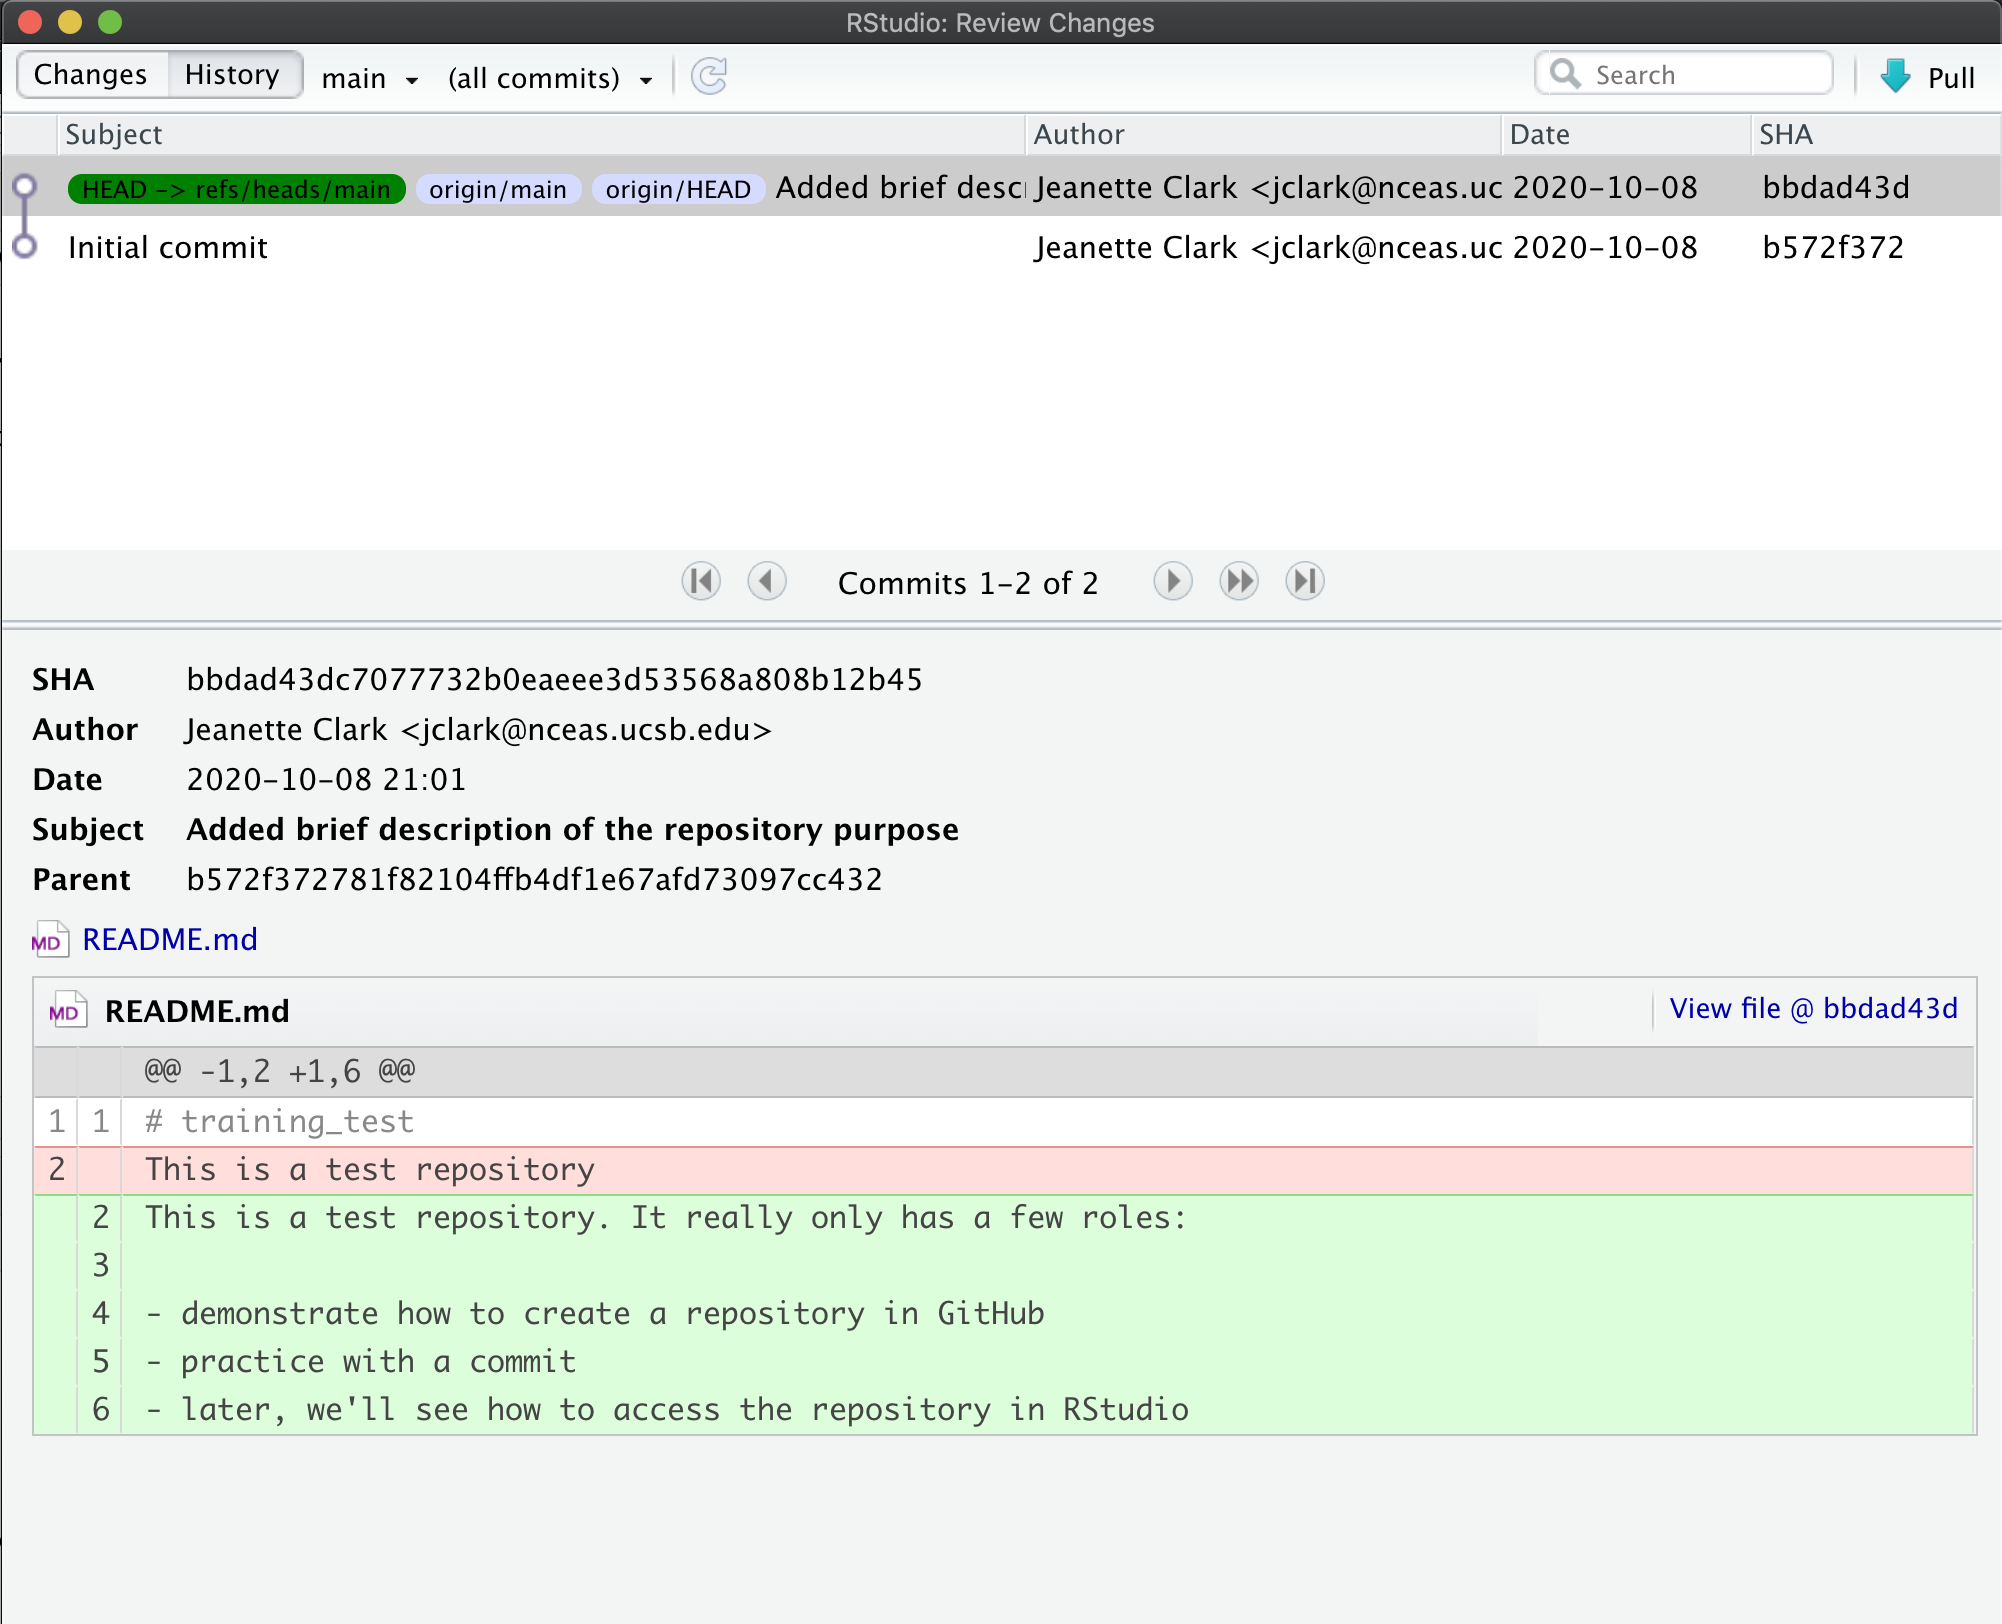 RStudio: Review Changes
Changes History main (all commits) Search Pull
Subject Author Date SHA
HEAD -> refs/heads/main origin/main origin/HEAD Added brief desc Jeanette Clark <jclark@nceas.uc 2020-10-08 bbdad43d
Initial commit Jeanette Clark <jclark@nceas.uc 2020-10-08 b572f372
Commits 1-2 of 2
SHA bbdad43dc7077732b0eaeee3d53568a808b12b45
Author Jeanette Clark <jclark@nceas.ucsb.edu>
Date 2020-10-08 21:01
Subject Added brief description of the repository purpose
Parent b572f372781f82104ffb4df1e67afd73097cc432
MD README.md
MD README.md View file @ bbdad43d
@@ -1,2 +1,6 @@
1 1 # training_test
2 This is a test repository
2 This is a test repository. It really only has a few roles:
3
4 - demonstrate how to create a repository in GitHub
5 - practice with a commit
6 - later, we'll see how to access the repository in RStudio